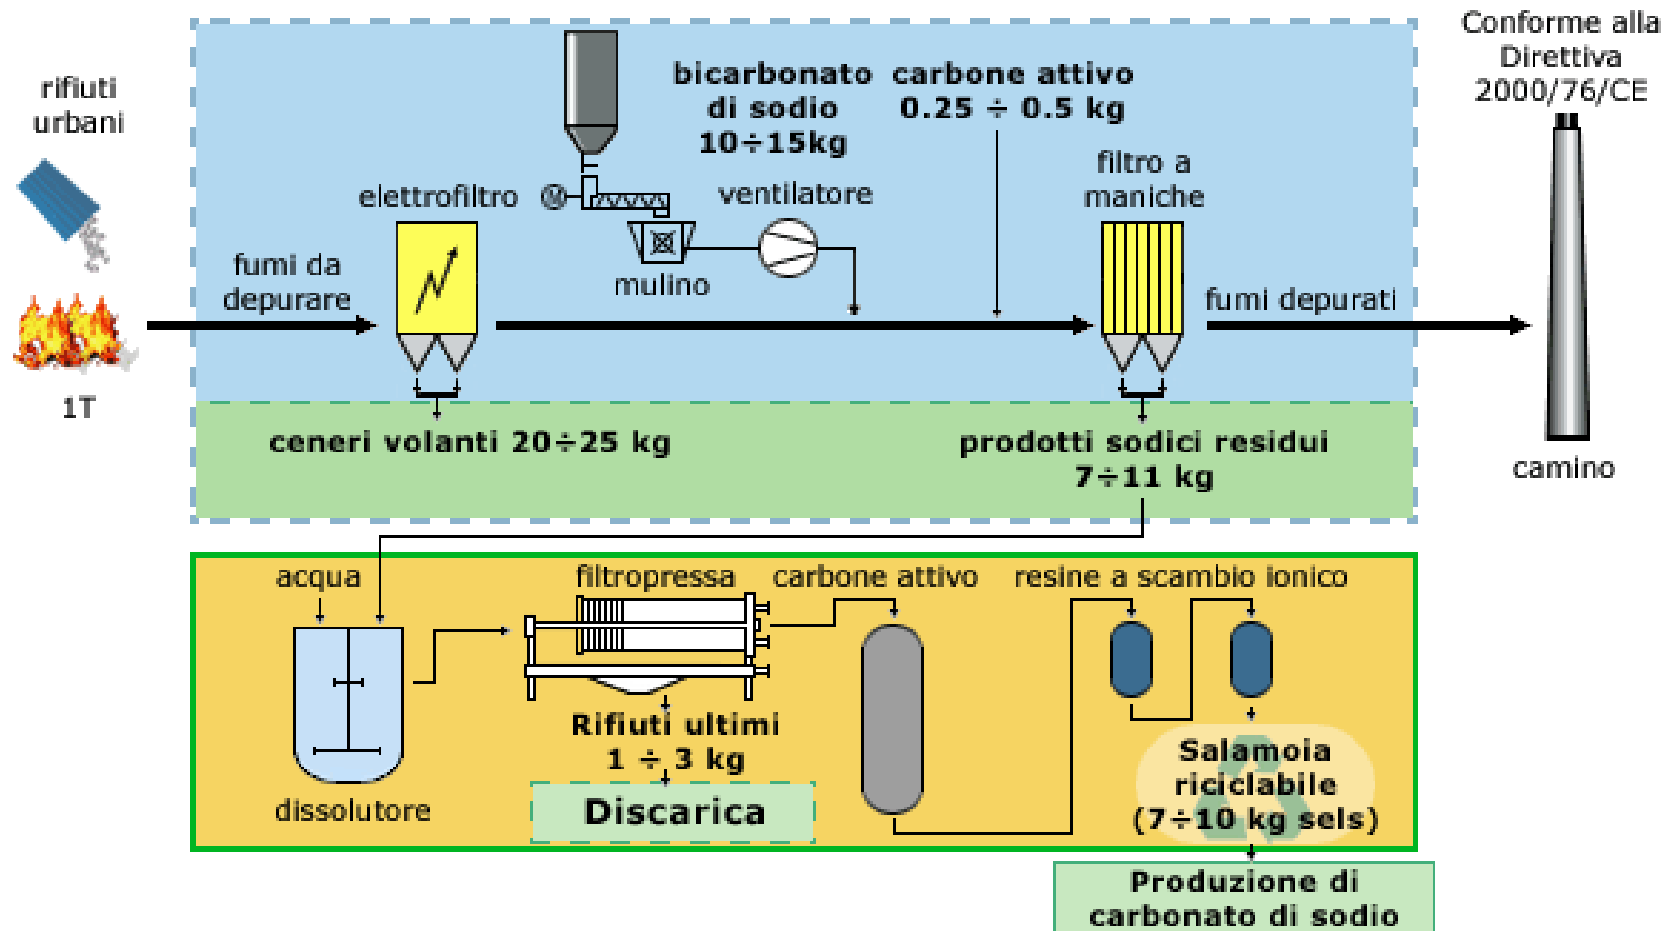 Conforme alla
Direttiva
2000/76/CE
rifiuti
urbani
bicarbonato
di sodio
10÷15kg
carbone attivo
0.25 ÷ 0.5 kg
filtro a
maniche
elettrofiltro
M
ventilatore
mulino
fumi da
depurare
fumi depurati
1T
ceneri volanti 20÷25 kg
prodotti sodici residui
7÷11 kg
camino
acqua
filtropressa
carbone attivo
resine a scambio ionico
Rifiuti ultimi
1 ÷ 3 kg
Discarica
dissolutore
Salamoia
riciclabile
(7÷10 kg sels)
Produzione di
carbonato di sodio